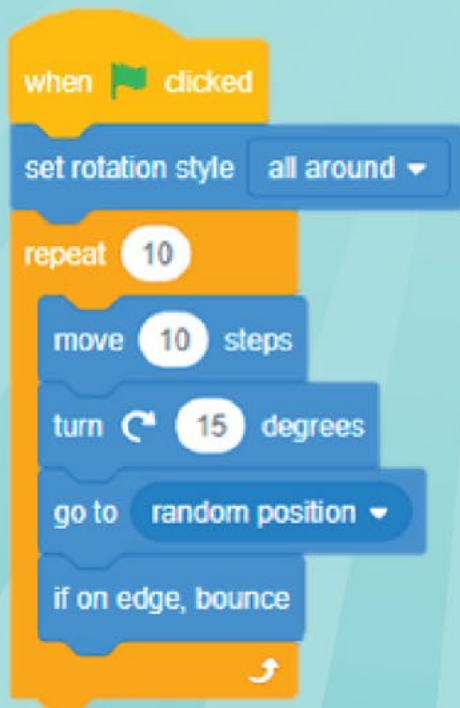 when clicked
set rotation style all around
repeat 10
move 10 steps
turn 15 degrees
go to random position
if on edge, bounce